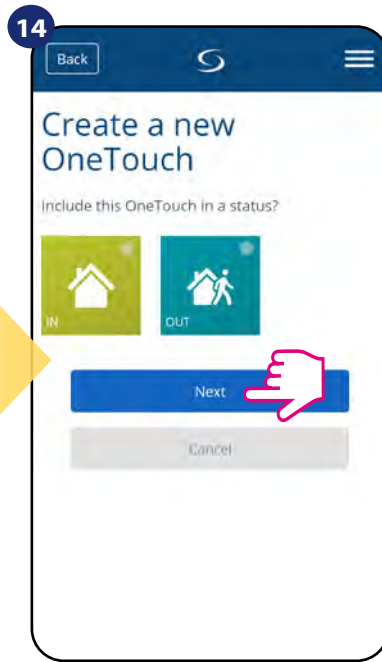 14
Back
Create a new
OneTouch
Include this OneTouch in a status?
IN OUT
Next
Cancel